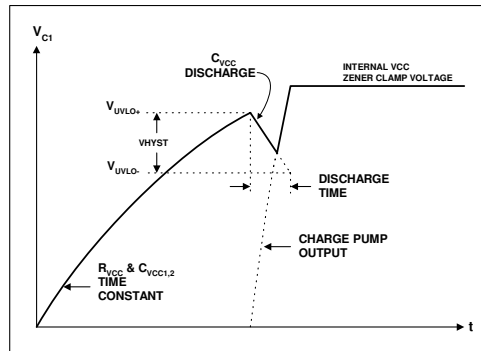 V_C1
C_VCC
DISCHARGE
INTERNAL VCC
ZENER CLAMP VOLTAGE
V_UVLO+
VHYST
V_UVLO-
DISCHARGE
TIME
CHARGE PUMP
OUTPUT
R_VCC & C_VCC1,2
TIME
CONSTANT
t